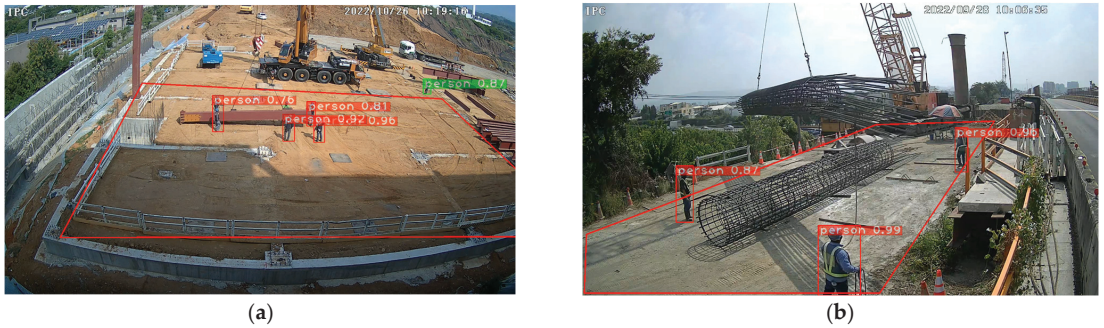 IPC
2022/10/26 10:19:16
person 0.87
person 0.76
person 0.81
person 0.92
0.96
IPC
2022/09/28 10:06:35
person 0.96
person 0.87
person 0.99
(a)
(b)